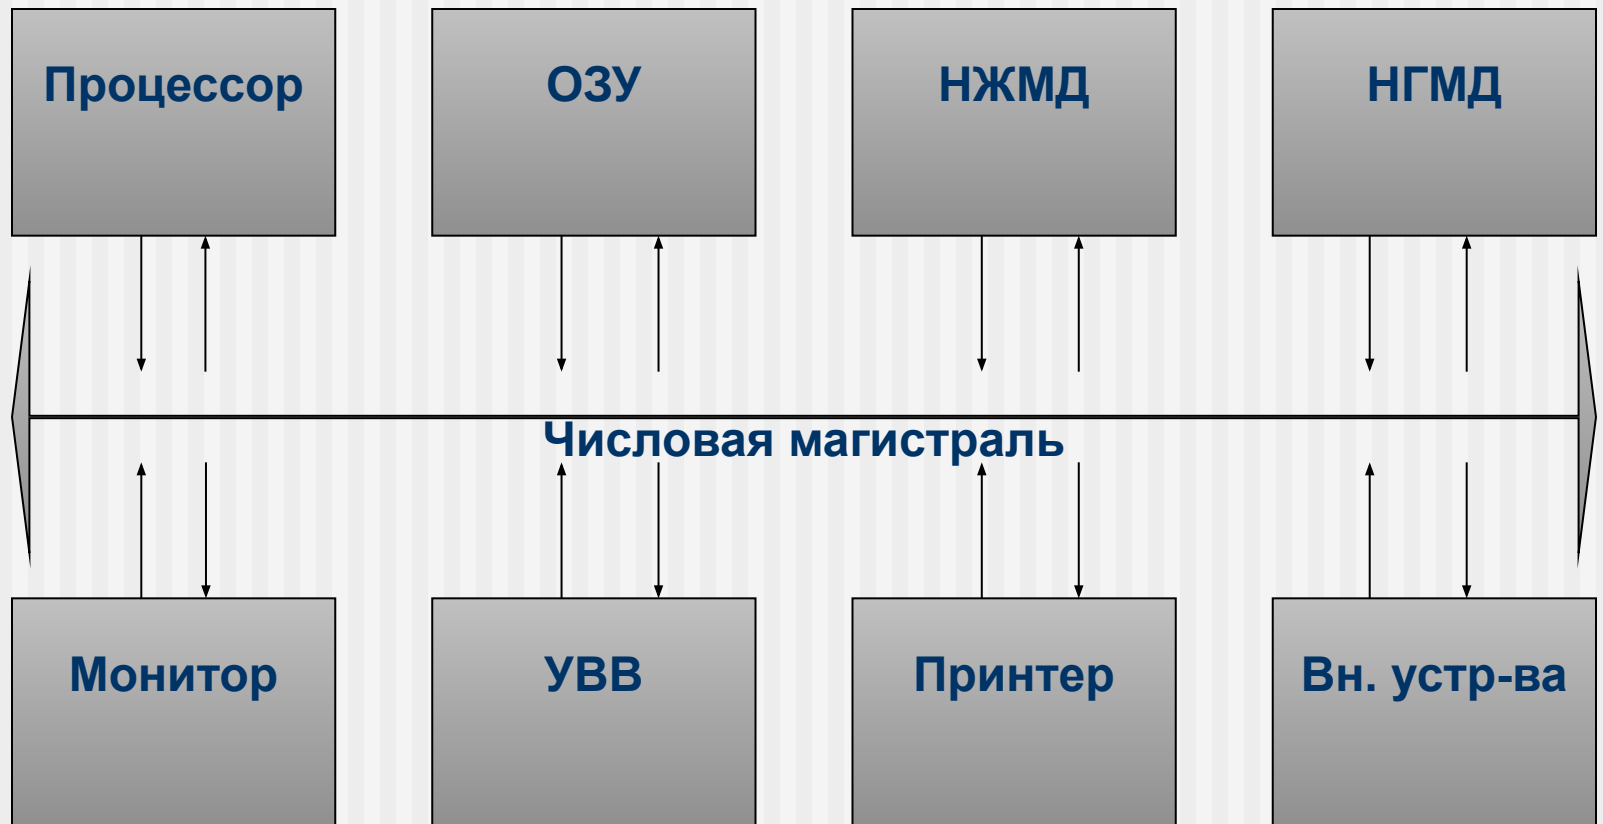 Процессор
ОЗУ
НЖМД
НГМД
Числовая магистраль
Монитор
УВВ
Принтер
Вн. устр-ва